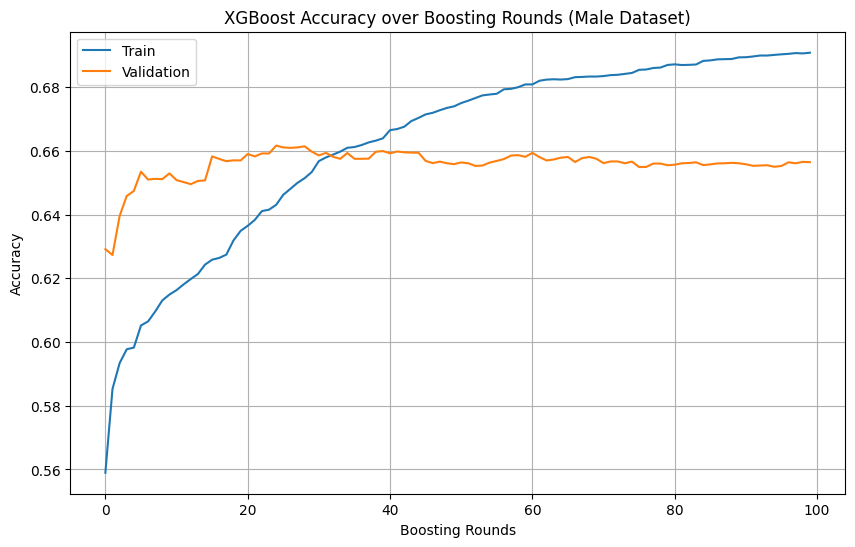 XGBoost Accuracy over Boosting Rounds (Male Dataset)
Train
Validation
0.68
0.66
0.64
0.62
0.60
0.58
0.56
Accuracy
0 20 40 60 80 100
Boosting Rounds